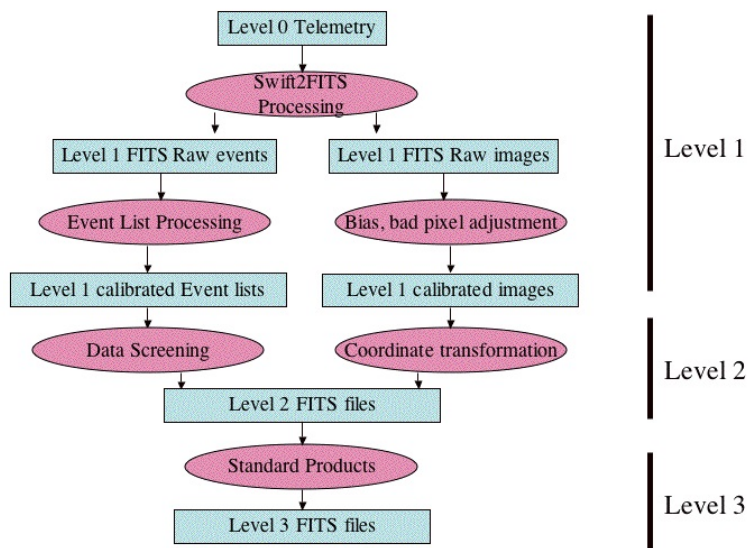 Level 0 Telemetry
Swift2FITS
Processing
Level 1 FITS Raw events
Level 1 FITS Raw images
Level 1
Event List Processing
Bias, bad pixel adjustment
Level 1 calibrated Event lists
Level 1 calibrated images
Data Screening
Coordinate transformation
Level 2
Level 2 FITS files
Standard Products
Level 3
Level 3 FITS files